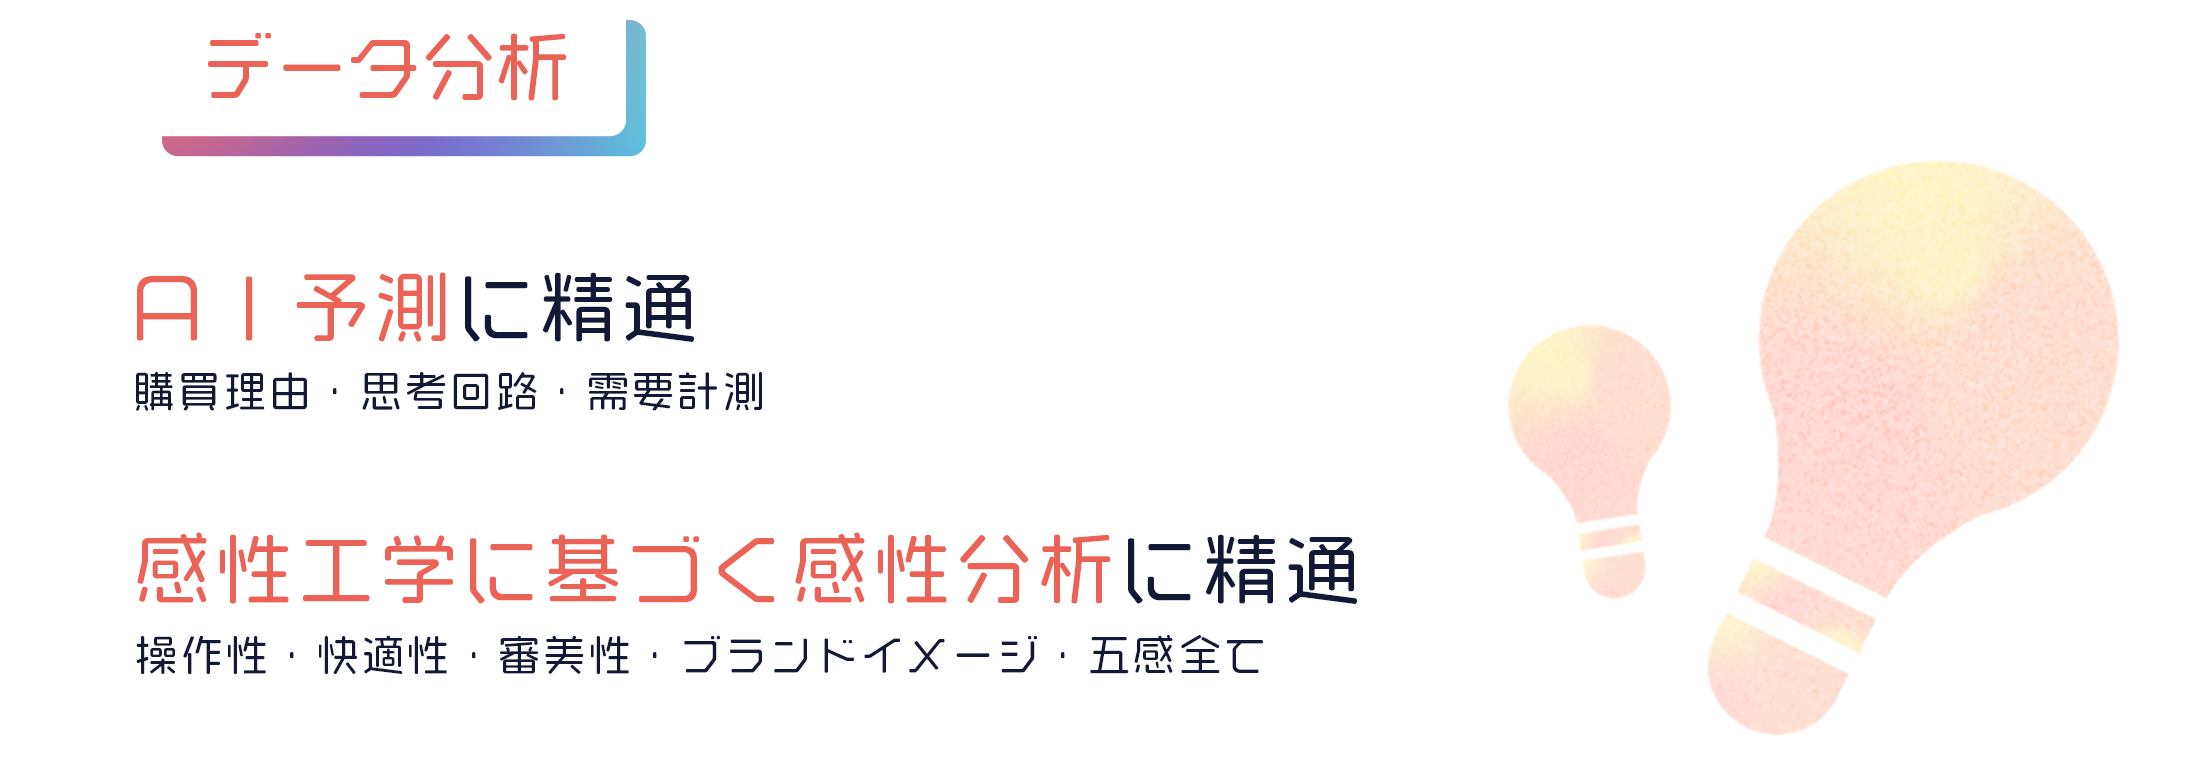 データ分析
ＡＩ予測に精通
購買理由・思考回路・需要計測
感性工学に基づく感性分析に精通
操作性・快適性・審美性・ブランドイメージ・五感全て